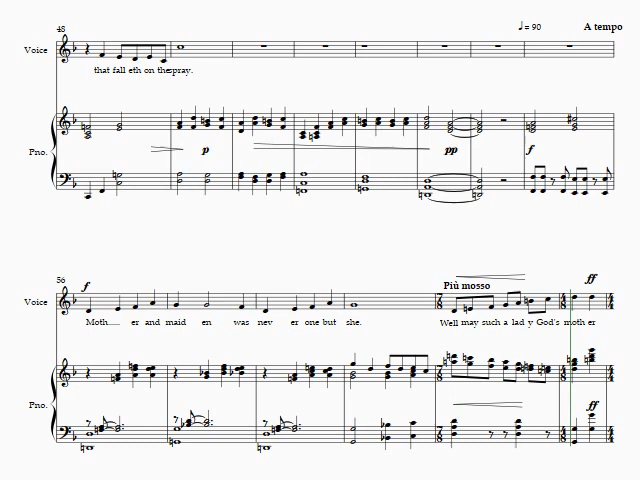 48
♩ = 90 A tempo
Voice
that fall eth on the spray.
Pno.
p pp f
56
f ff
Più mosso
Voice
Moth er and maid en was nev er one but she. Well may such a lad y God's moth er
Pno.
ff